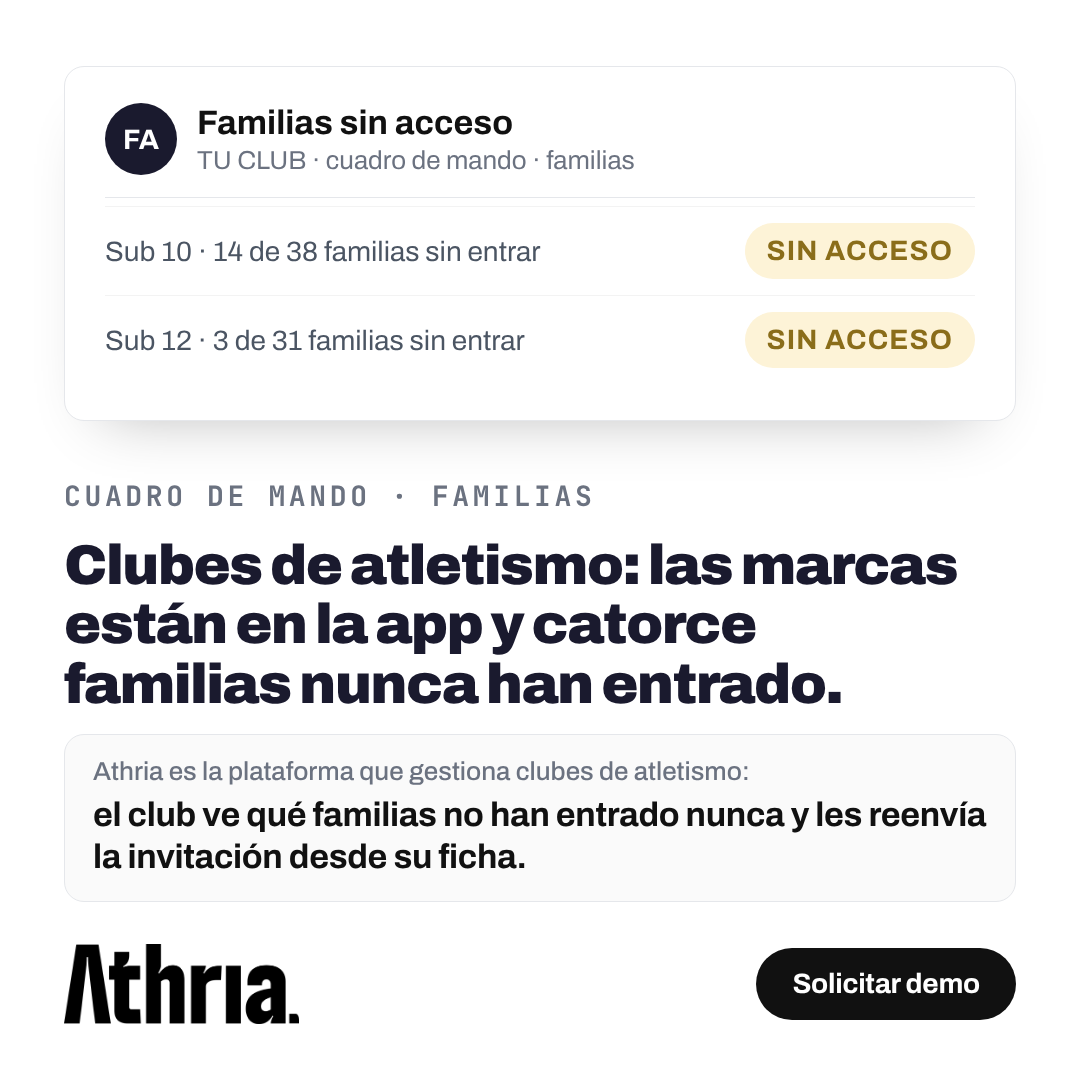 FA
Familias sin acceso
TU CLUB · cuadro de mando · familias
Sub 10 · 14 de 38 familias sin entrar
SIN ACCESO
Sub 12 · 3 de 31 familias sin entrar
SIN ACCESO
CUADRO DE MANDO · FAMILIAS
Clubes de atletismo: las marcas
están en la app y catorce
familias nunca han entrado.
Athria es la plataforma que gestiona clubes de atletismo:
el club ve qué familias no han entrado nunca y les reenvía
la invitación desde su ficha.
Athria.
Solicitar demo